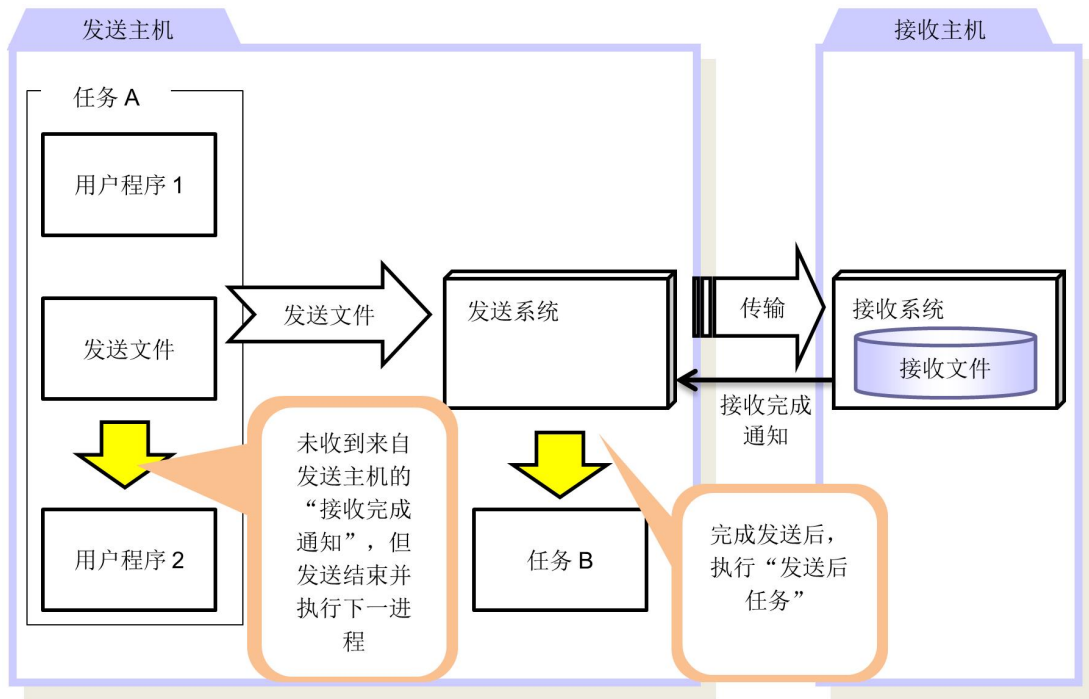 发送主机
接收主机
任务 A
用户程序 1
发送文件
用户程序 2
发送文件
发送系统
传输
接收系统
接收文件
接收完成
通知
未收到来自
发送主机的
“接收完成
通知”，但
发送结束并
执行下一进
程
任务 B
完成发送后，
执行“发送后
任务”